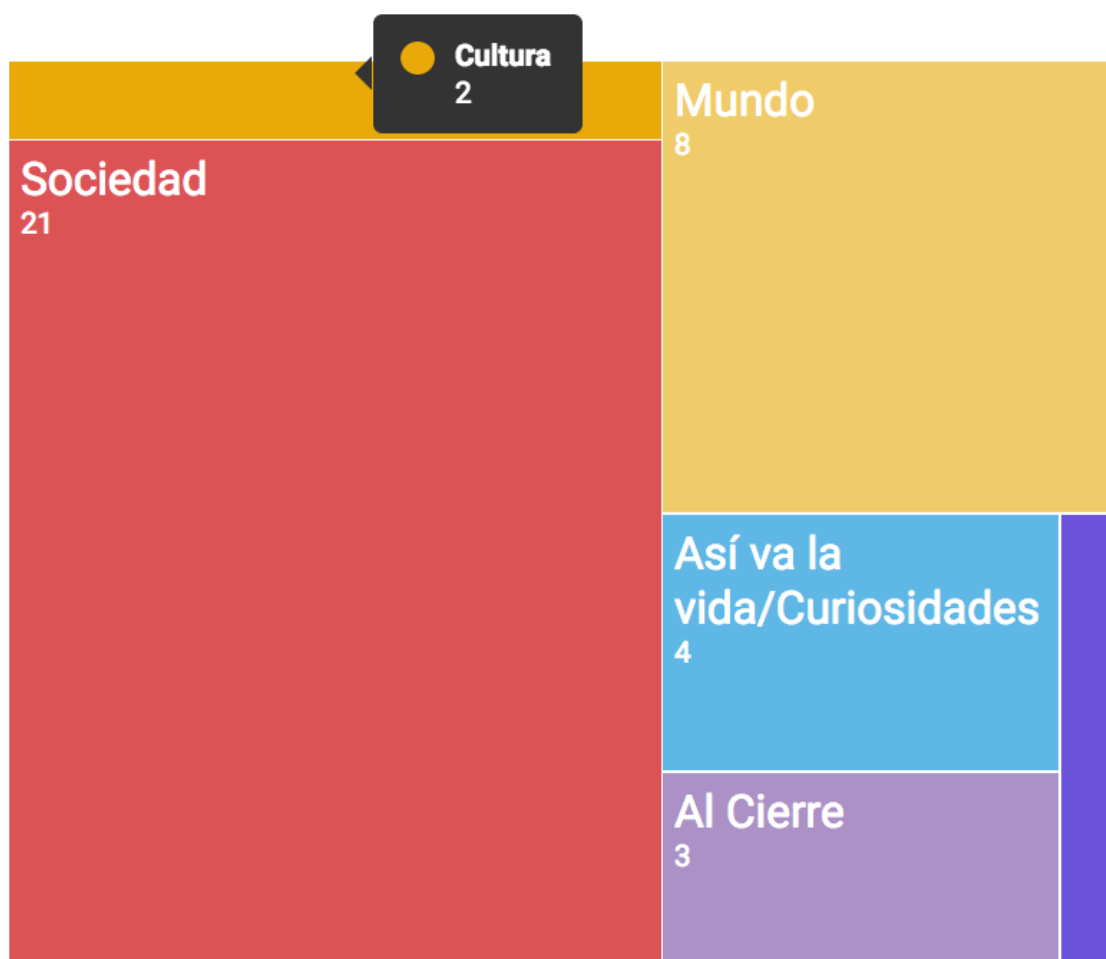 Cultura
2
Mundo
8
Sociedad
21
Así va la
vida/Curiosidades
4
Al Cierre
3